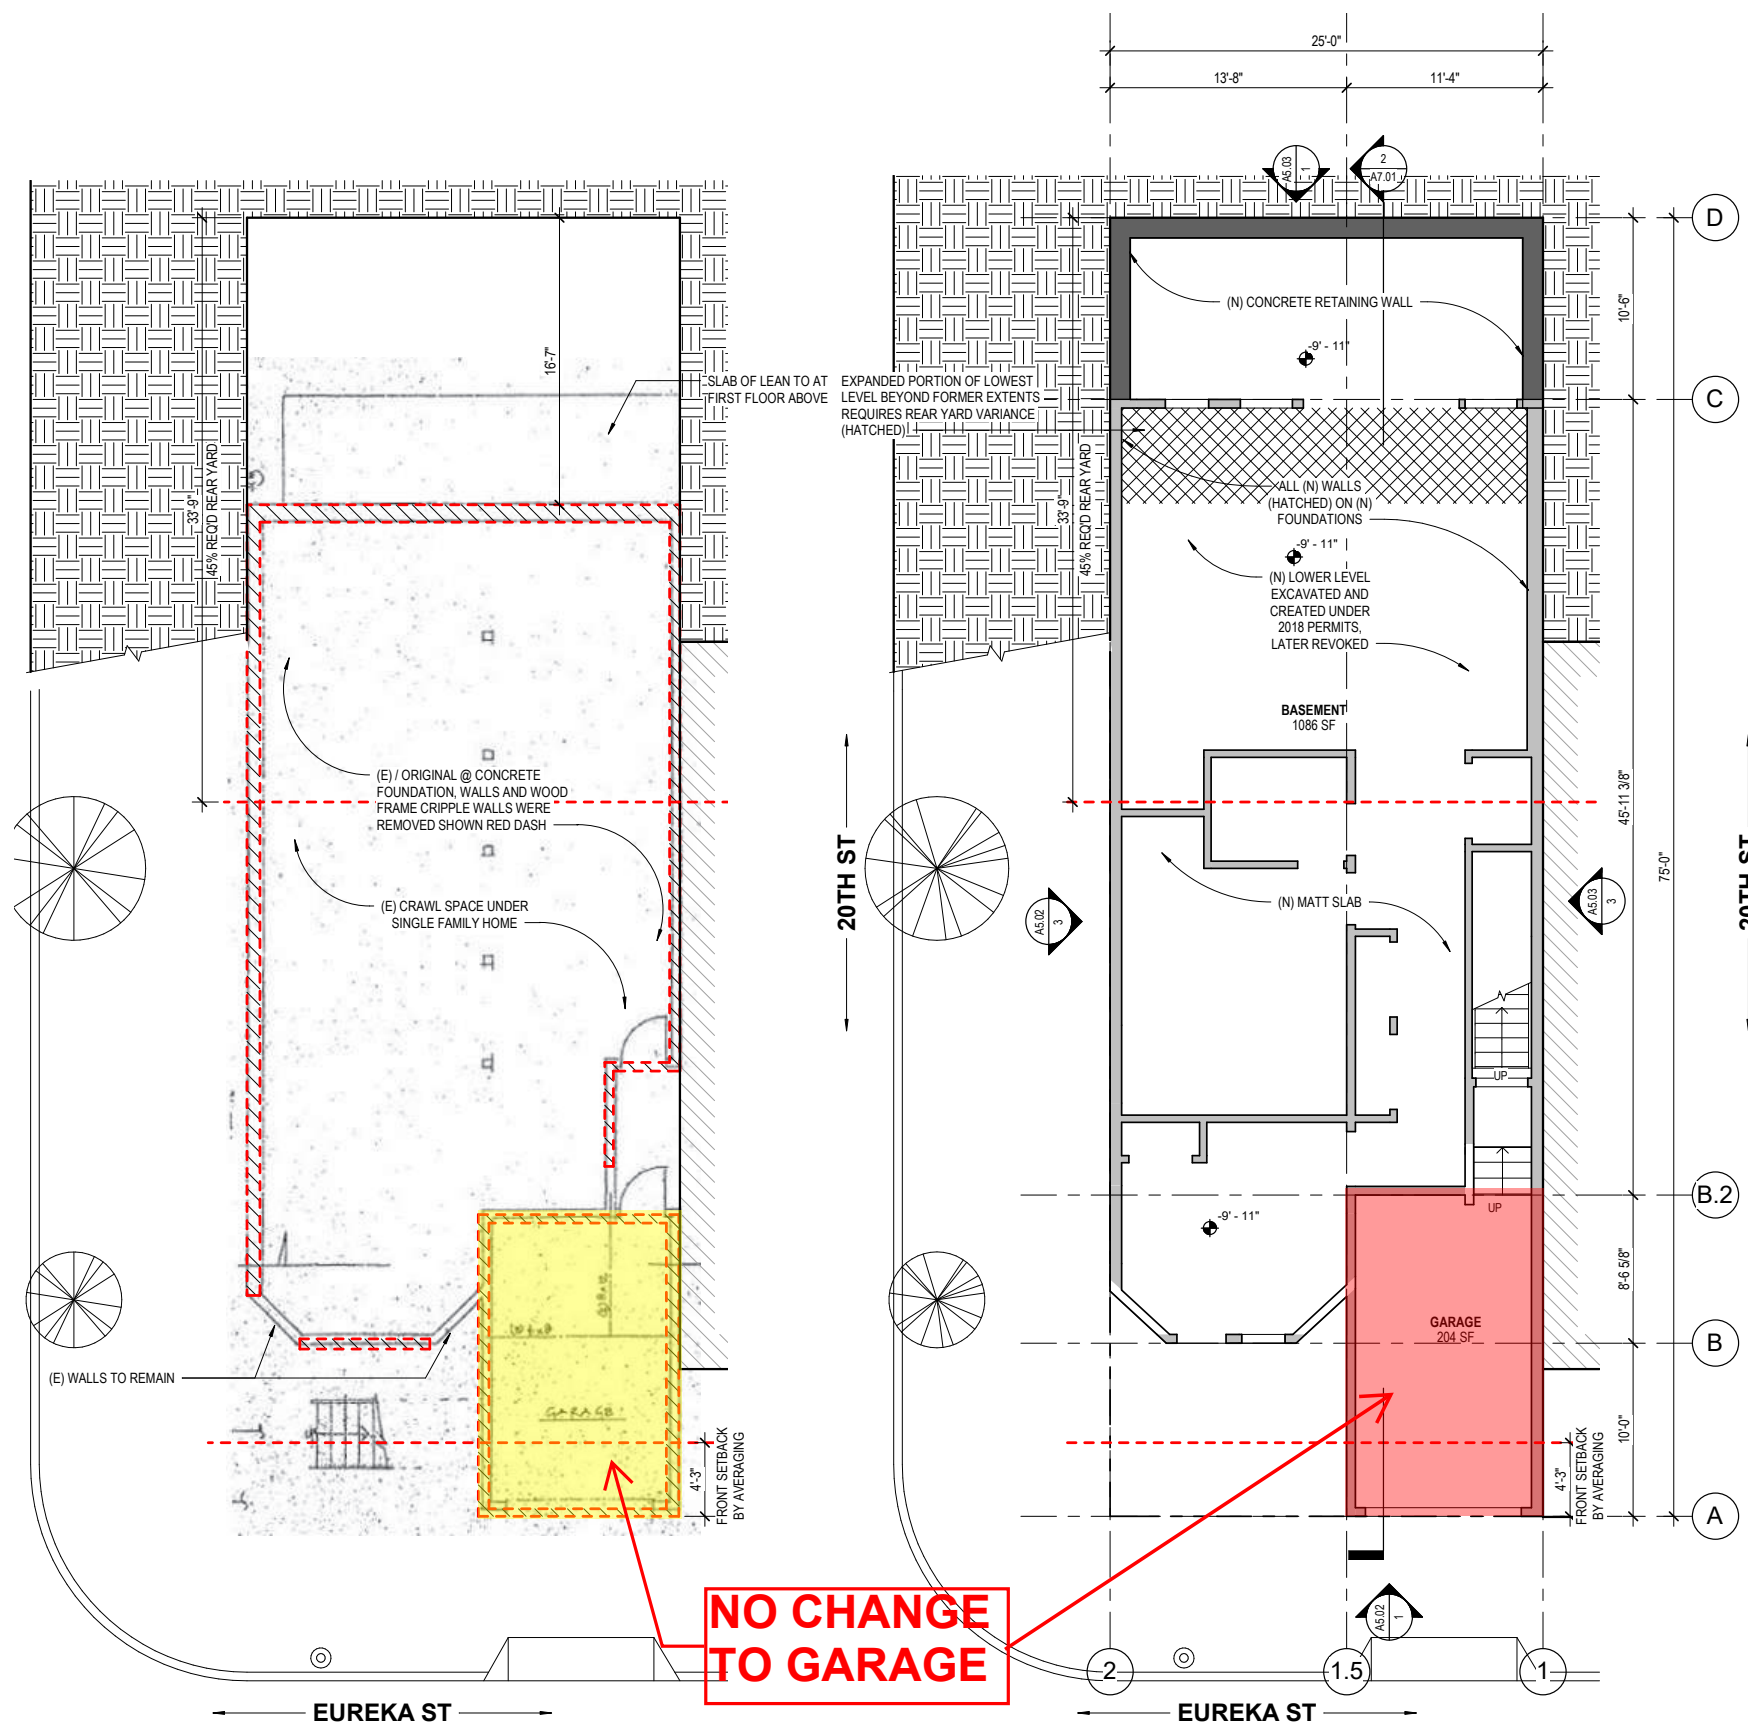 25'-0"
13'-8"
11'-4"
A5.03
1
2
A7.01
D
16'-7"
(N) CONCRETE RETAINING WALL
10'-6"
-9' - 11"
SLAB OF LEAN TO AT
FIRST FLOOR ABOVE
EXPANDED PORTION OF LOWEST
LEVEL BEYOND FORMER EXTENTS
REQUIRES REAR YARD VARIANCE
(HATCHED)
C
33'-9"
45% REQ'D REAR YARD
33'-9"
45% REQ'D REAR YARD
ALL (N) WALLS
(HATCHED) ON (N)
FOUNDATIONS
-9' - 11"
(N) LOWER LEVEL
EXCAVATED AND
CREATED UNDER
2018 PERMITS,
LATER REVOKED
BASEMENT
1086 SF
(E) / ORIGINAL @ CONCRETE
FOUNDATION, WALLS AND WOOD
FRAME CRIPPLE WALLS WERE
REMOVED SHOWN RED DASH
45'-11 3/8"
75'-0"
20TH ST
20TH ST
(E) CRAWL SPACE UNDER
SINGLE FAMILY HOME
(N) MATT SLAB
A5.02
3
A5.03
3
UP
UP
B.2
-9' - 11"
8'-6 5/8"
GARAGE
204 SF
B
(E) WALLS TO REMAIN
GARAGE
4'-3"
FRONT SETBACK
BY AVERAGING
4'-3"
FRONT SETBACK
BY AVERAGING
10'-0"
A
NO CHANGE
TO GARAGE
A5.02
1
2
1.5
1
EUREKA ST
EUREKA ST